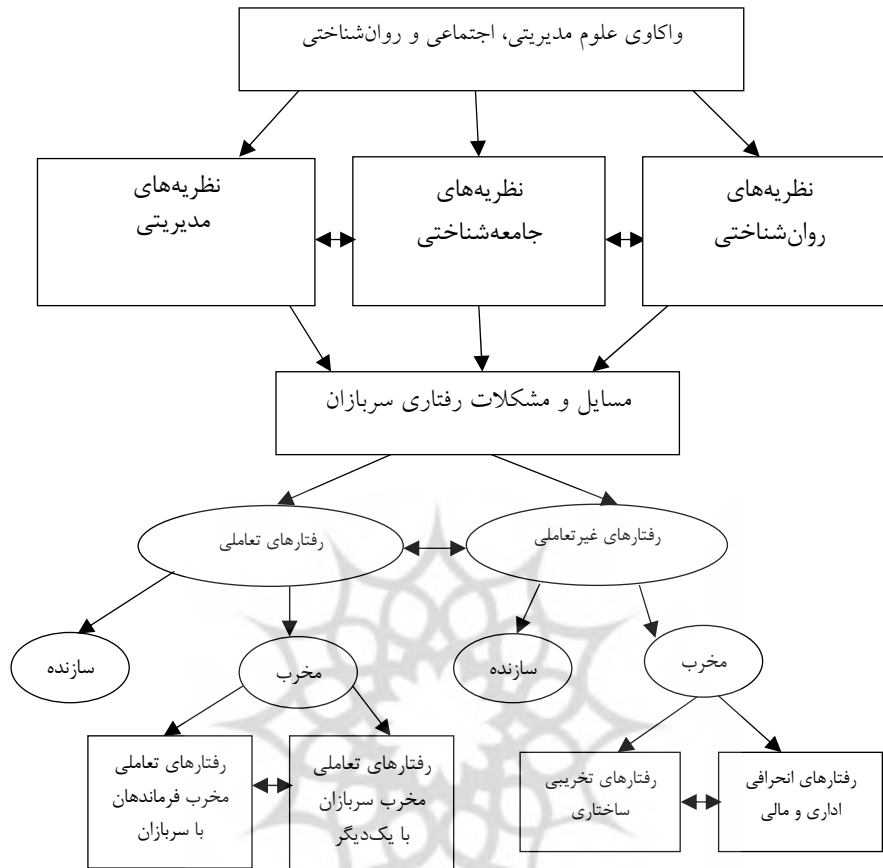 واکاوی علوم مدیریتی، اجتماعی و روان‌شناختی
نظریه‌های
روان‌شناختی
نظریه‌های
جامعه‌شناختی
نظریه‌های
مدیریتی
مسایل و مشکلات رفتاری سربازان
رفتارهای غیرتعاملی
رفتارهای تعاملی
مخرب
سازنده
مخرب
سازنده
رفتارهای انحرافی
اداری و مالی
رفتارهای تخریبی
ساختاری
رفتارهای تعاملی
مخرب سربازان
با یک‌دیگر
رفتارهای تعاملی
مخرب فرماندهان
با سربازان